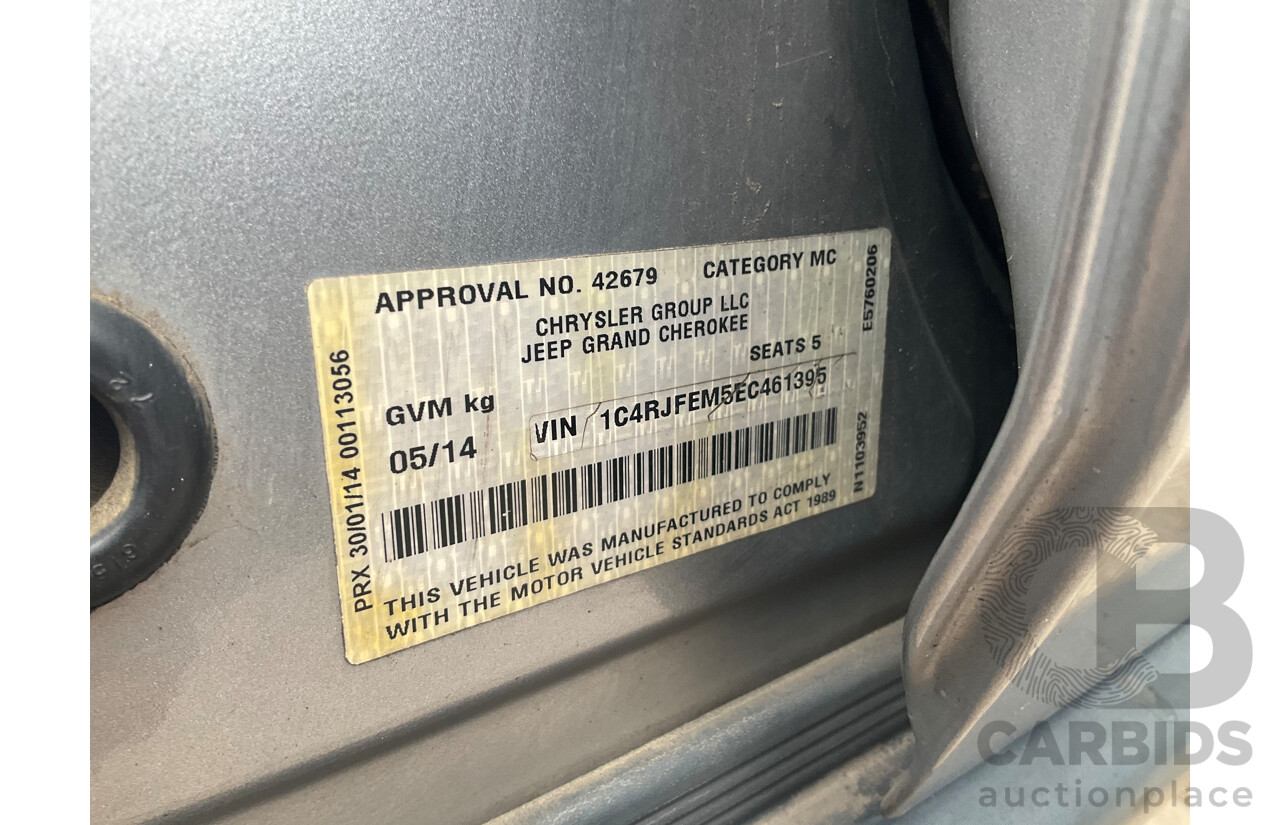 APPROVAL NO. 42679 CATEGORY MC
CHRYSLER GROUP LLC
JEEP GRAND CHEROKEE
SEATS 5
GVM kg
VIN 1C4RJFEM5EC461395
05/14
THIS VEHICLE WAS MANUFACTURED TO COMPLY
WITH THE MOTOR VEHICLE STANDARDS ACT 1989
PRX 30/01/14 00113056
E5760206
N1103952
CB
CARBIDS
auctionplace